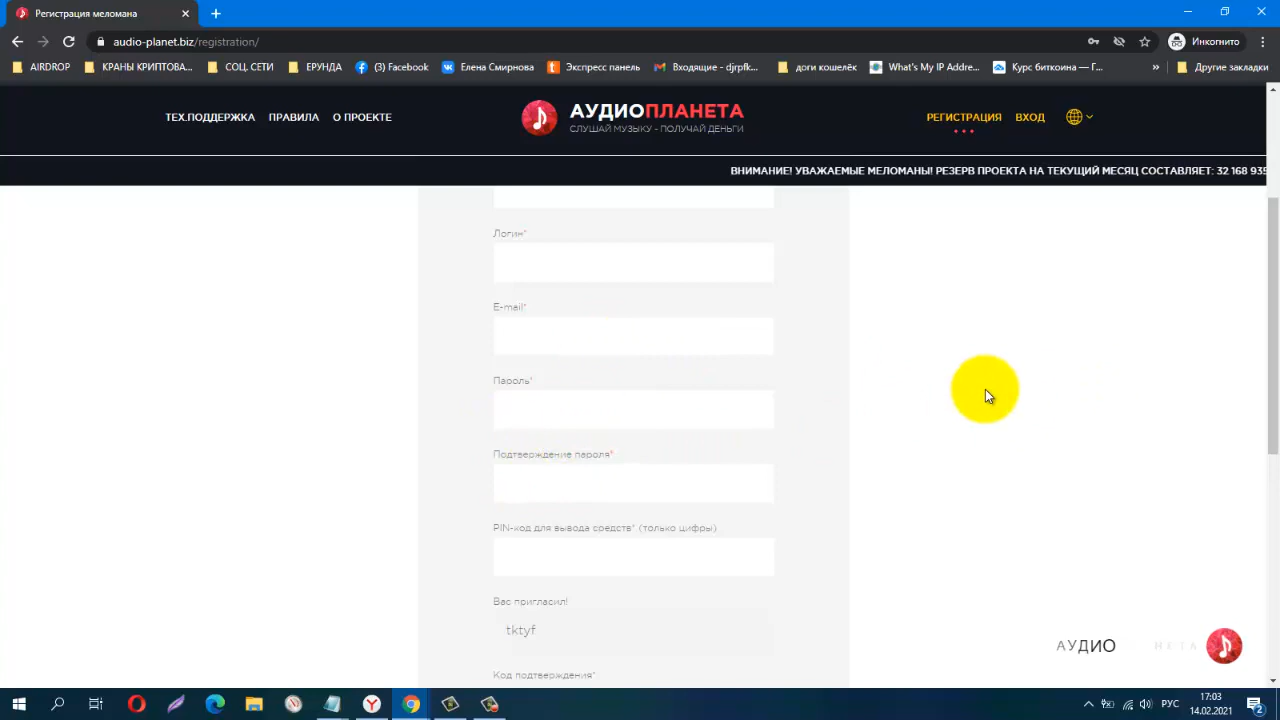 Регистрация меломана
audio-planet.biz/registration/
Инкогнито
AIRDROP
КРАНЫ КРИПТОВА...
СОЦ. СЕТИ
ЕРУНДА
(3) Facebook
Елена Смирнова
Экспресс панель
Входящие - djrpfk...
доги кошелёк
What's My IP Addre...
Курс биткоина — Г...
»
Другие закладки
ТЕХ.ПОДДЕРЖКА
ПРАВИЛА
О ПРОЕКТЕ
АУДИОПЛАНЕТА
СЛУШАЙ МУЗЫКУ - ПОЛУЧАЙ ДЕНЬГИ
РЕГИСТРАЦИЯ
ВХОД
ВНИМАНИЕ! УВАЖАЕМЫЕ МЕЛОМАНЫ! РЕЗЕРВ ПРОЕКТА НА ТЕКУЩИЙ МЕСЯЦ СОСТАВЛЯЕТ: 32 168 935
Логин*
E-mail*
Пароль*
Подтверждение пароля*
PIN-код для вывода средств* (только цифры)
Вас пригласил!
tktyf
Код подтверждения*
АУДИО НЕТА
РУС
17:03
14.02.2021
2